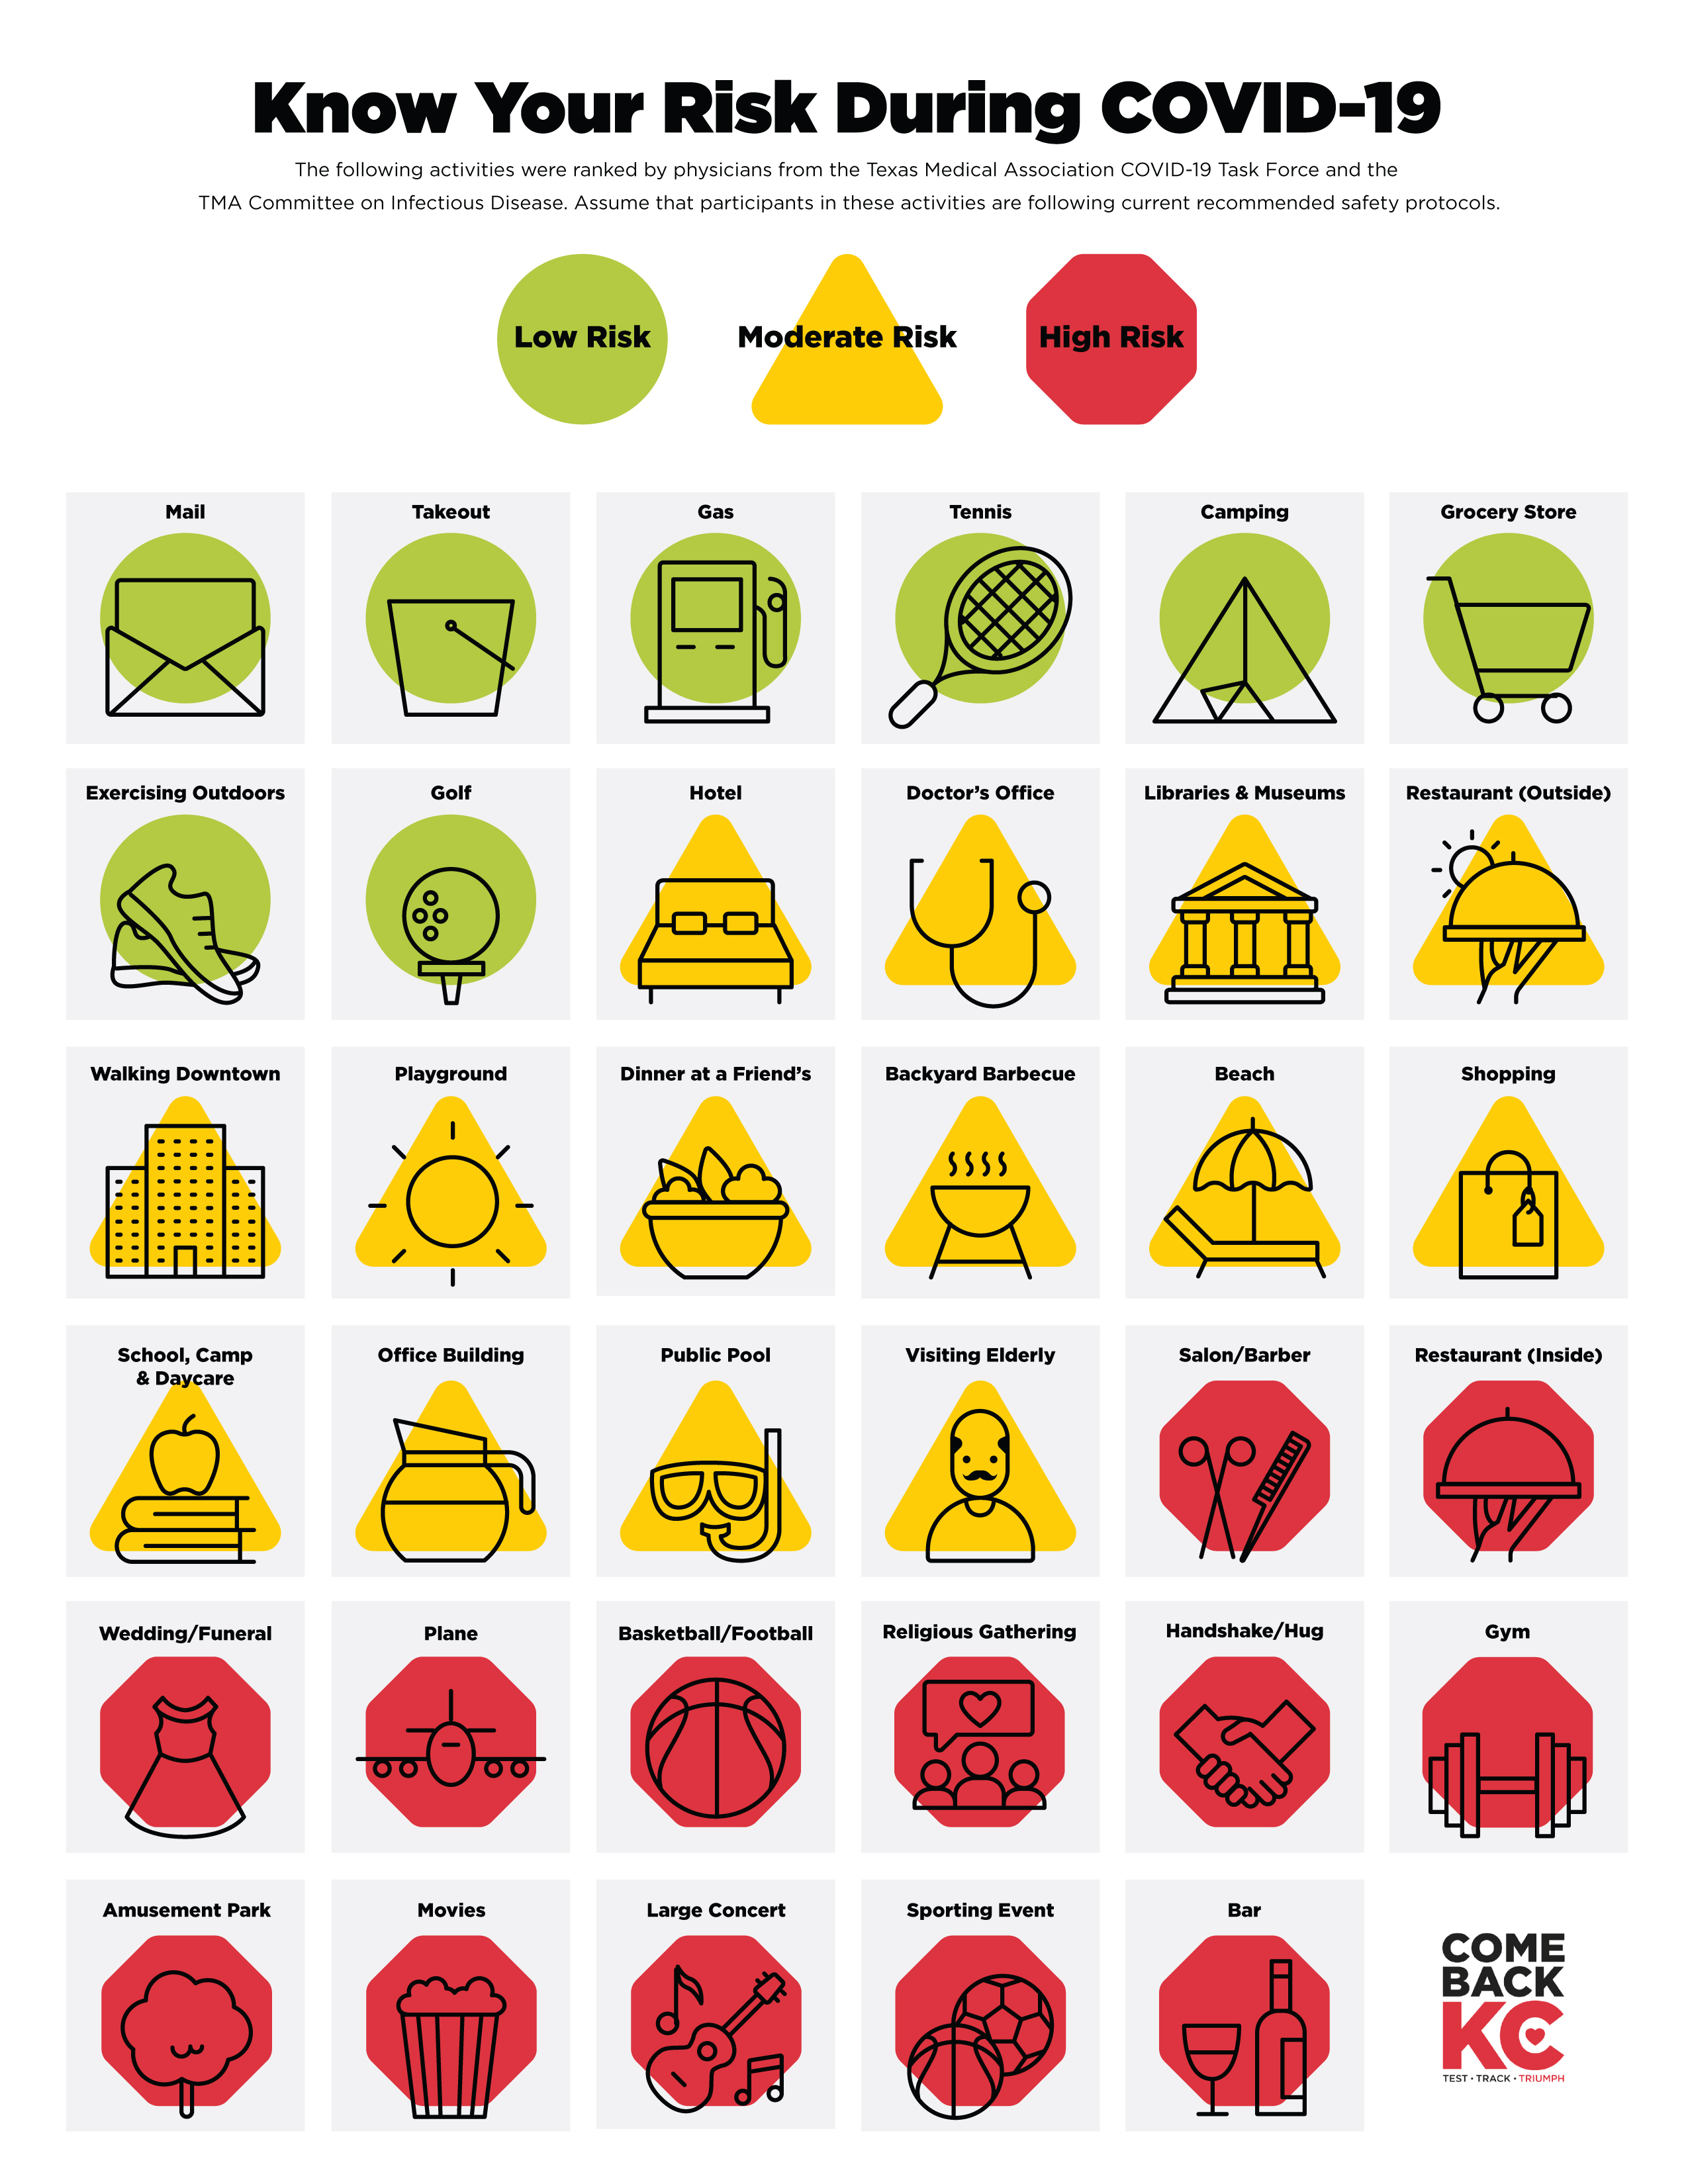 Know Your Risk During COVID-19
The following activities were ranked by physicians from the Texas Medical Association COVID-19 Task Force and the
TMA Committee on Infectious Disease. Assume that participants in these activities are following current recommended safety protocols.
Low Risk
Moderate Risk
High Risk
Mail
Takeout
Gas
Tennis
Camping
Grocery Store
Exercising Outdoors
Golf
Hotel
Doctor's Office
Libraries & Museums
Restaurant (Outside)
Walking Downtown
Playground
Dinner at a Friend's
Backyard Barbecue
Beach
Shopping
School, Camp
& Daycare
Office Building
Public Pool
Visiting Elderly
Salon/Barber
Restaurant (Inside)
Wedding/Funeral
Plane
Basketball/Football
Religious Gathering
Handshake/Hug
Gym
Amusement Park
Movies
Large Concert
Sporting Event
Bar
COME
BACK
KC
TEST • TRACK • TRIUMPH